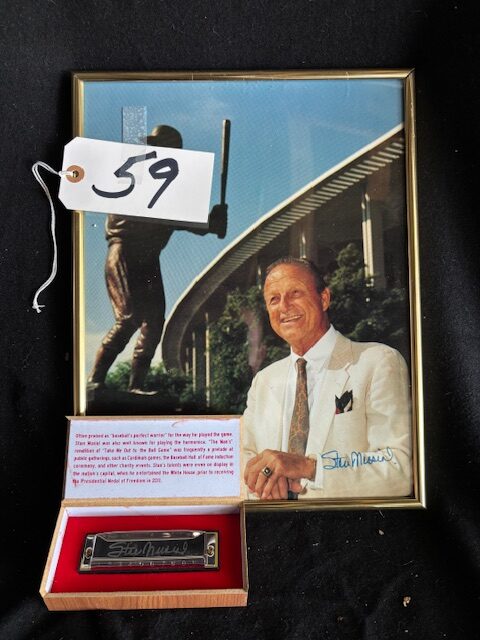 59
Stan Musial
Often praised as "baseball's perfect warrior" for the way he played the game,
Stan Musial was also well known for playing the harmonica. "The Man's"
rendition of "Take Me Out to the Ball Game" was frequently a prelude at
public gatherings, such as Cardinals games, the Baseball Hall of Fame induction
ceremony, and other charity events. Stan's talents were even on display in
the nation's capital, when he entertained the White House prior to receiving
the Presidential Medal of Freedom in 2011.
Stan Musial